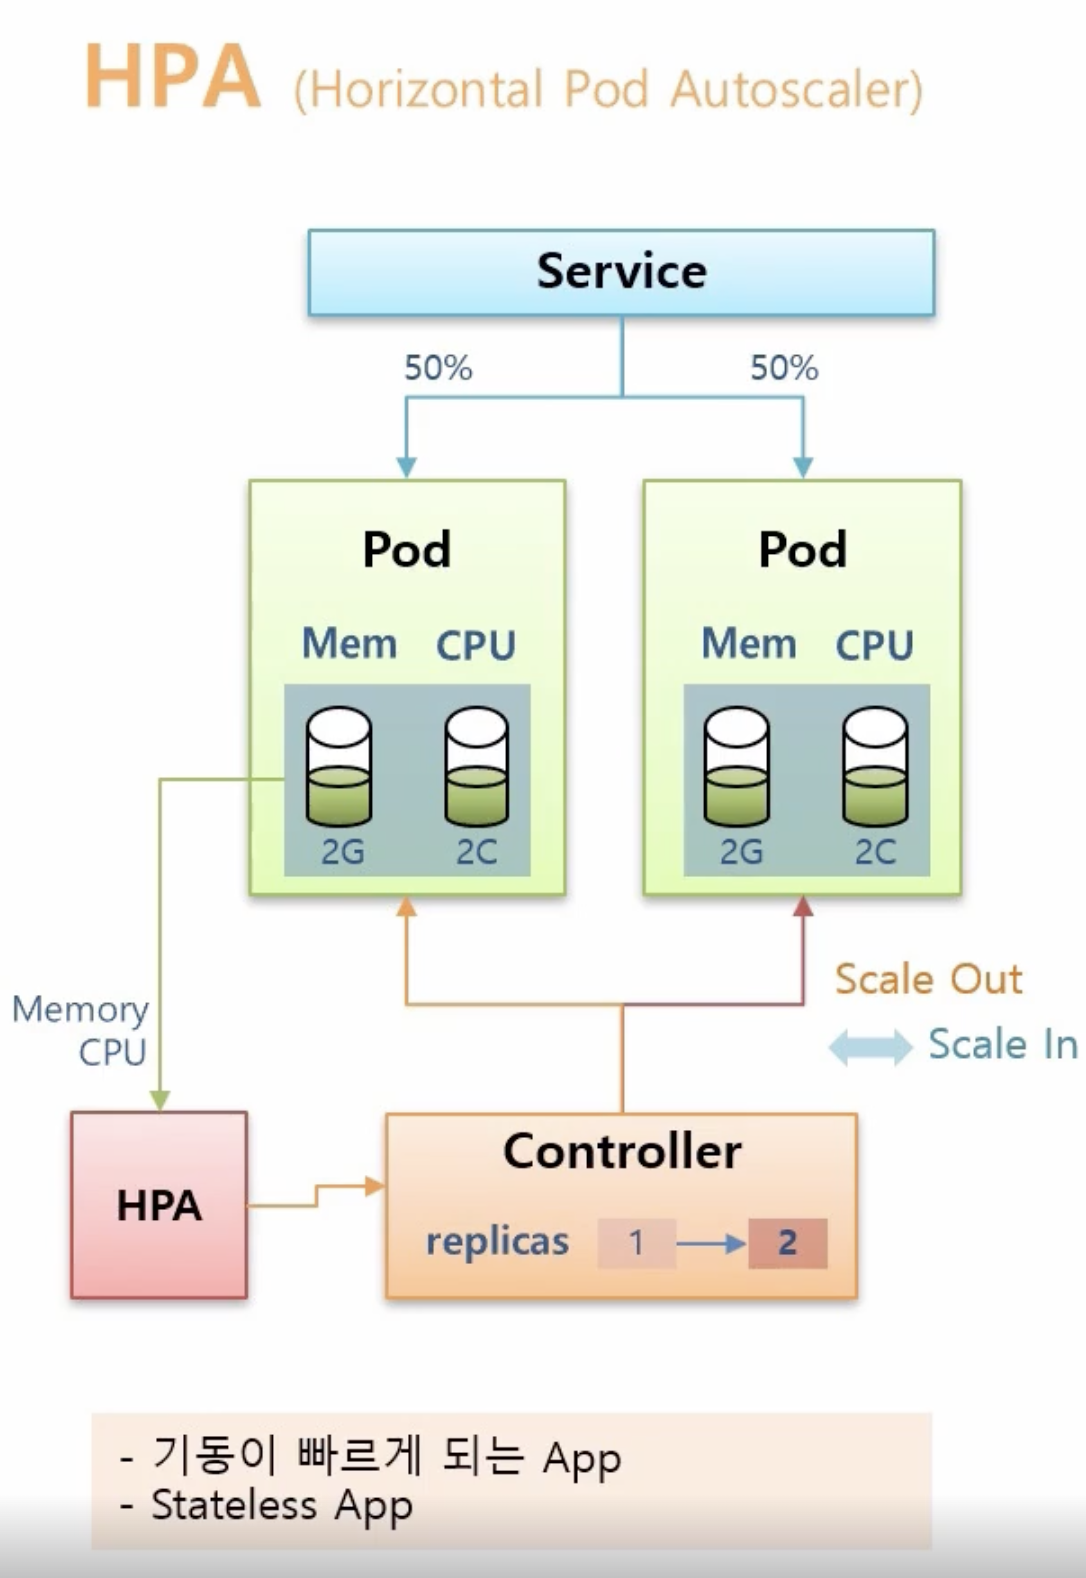 HPA (Horizontal Pod Autoscaler)
Service
50% 50%
Pod Pod
Mem CPU Mem CPU
2G 2C 2G 2C
Memory
CPU
Scale Out
Scale In
HPA
Controller
replicas 1 2
- 기동이 빠르게 되는 App
- Stateless App